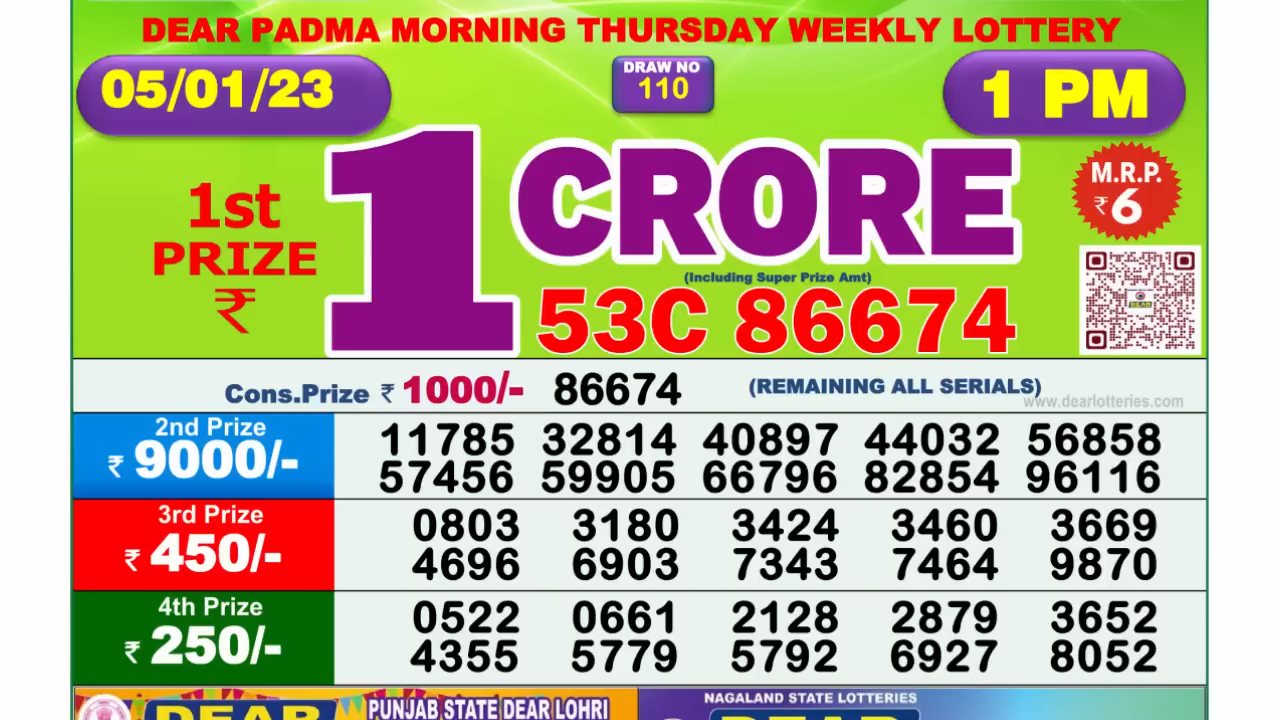 DEAR PADMA MORNING THURSDAY WEEKLY LOTTERY
05/01/23
DRAW NO
110
1 PM
1st
PRIZE
₹
1 CRORE
(Including Super Prize Amt)
53C 86674
M.R.P.
₹6
DEAR
Cons.Prize ₹ 1000/- 86674 (REMAINING ALL SERIALS)
www.dearlotteries.com
2nd Prize
₹ 9000/-
11785 32814 40897 44032 56858
57456 59905 66796 82854 96116
3rd Prize
₹ 450/-
0803 3180 3424 3460 3669
4696 6903 7343 7464 9870
4th Prize
₹ 250/-
0522 0661 2128 2879 3652
4355 5779 5792 6927 8052
DEAR
PUNJAB STATE DEAR LOHRI
NAGALAND STATE LOTTERIES
DEAR